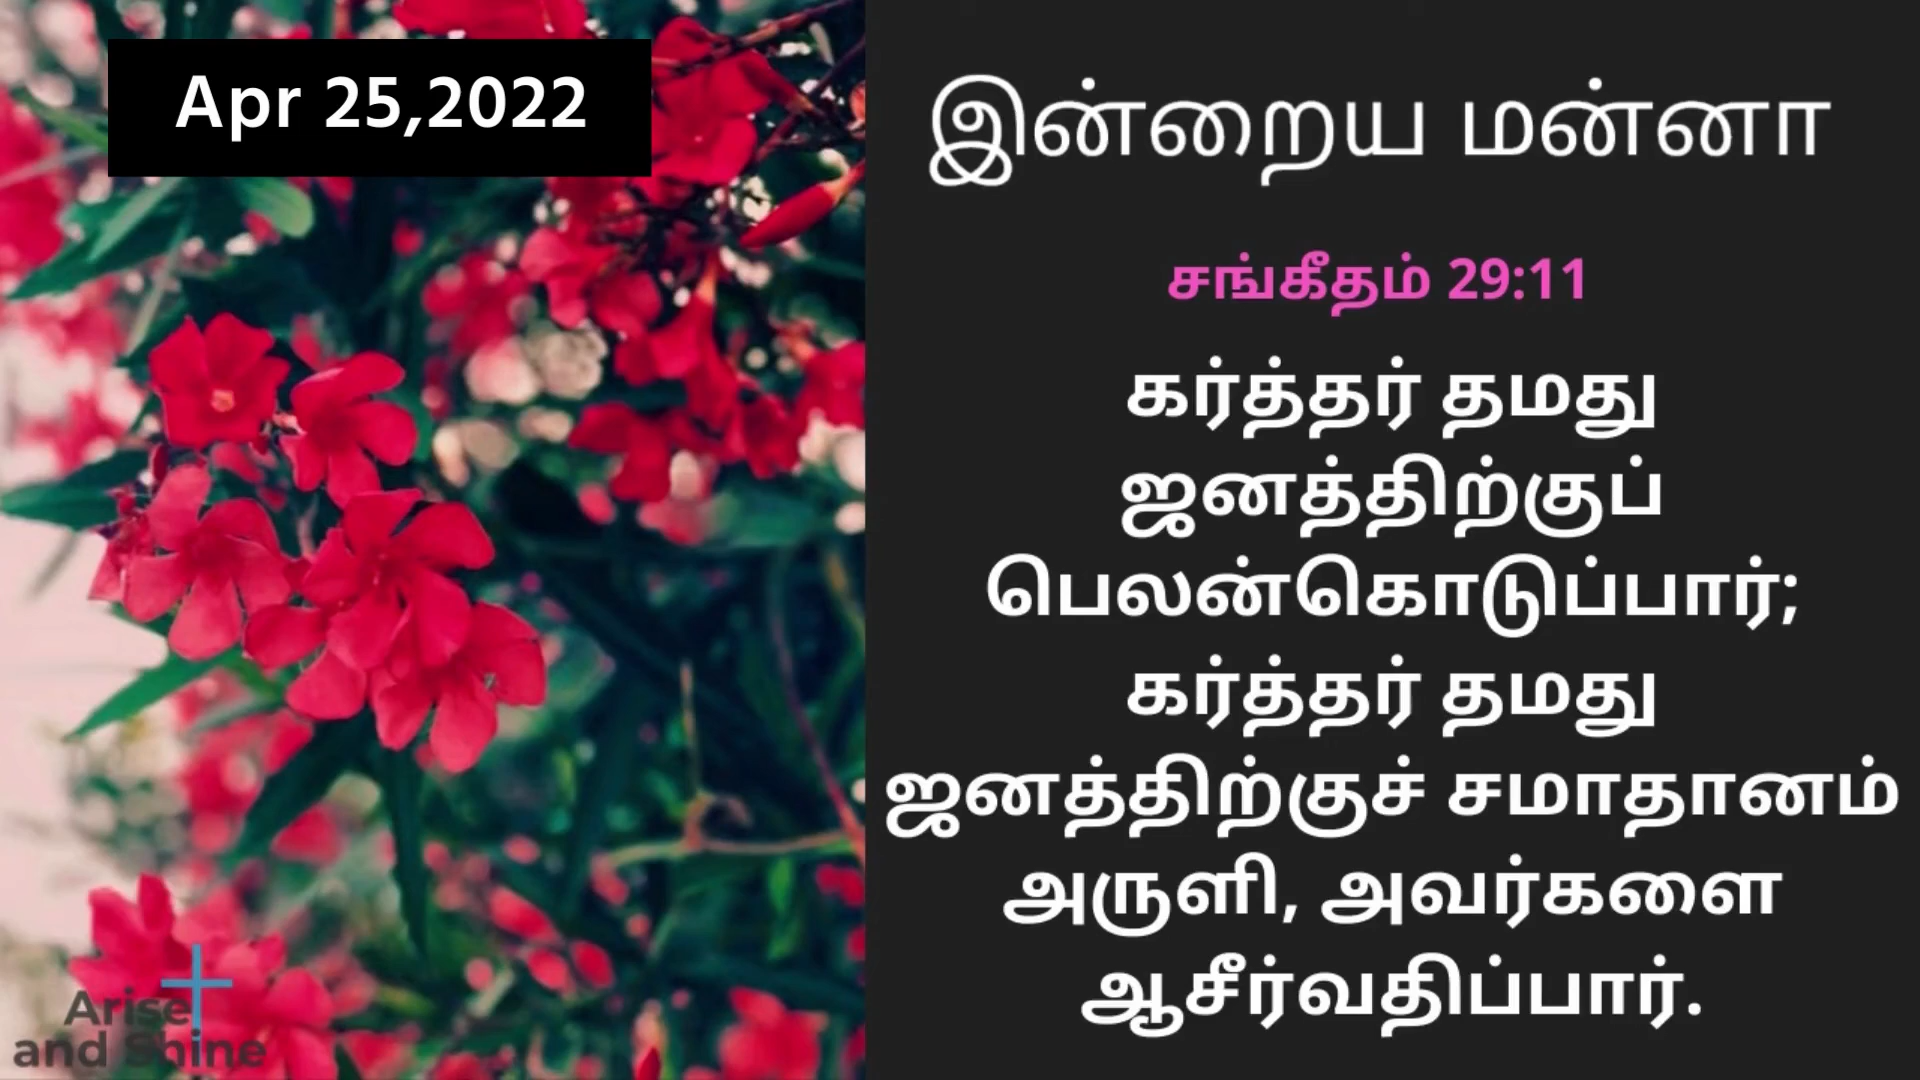 Apr 25,2022
இன்றைய மன்னா
சங்கீதம் 29:11
கர்த்தர் தமது
ஜனத்திற்குப்
பெலன்கொடுப்பார்;
கர்த்தர் தமது
ஜனத்திற்குச் சமாதானம்
அருளி, அவர்களை
ஆசீர்வதிப்பார்.
Arise
and Shine